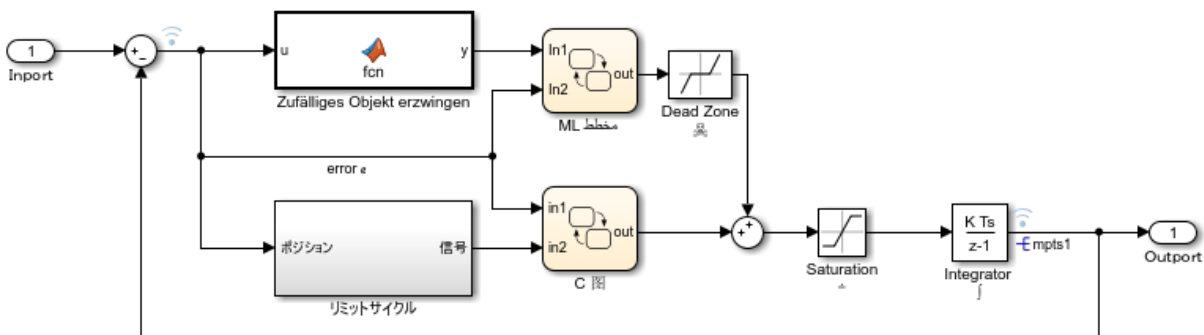 1
Inport
+
−
u
fcn
y
Zufälliges Objekt erzwingen
In1
In2
out
ML مخطط
Dead Zone
error e
ポジション
信号
リミットサイクル
in1
in2
out
C 图
+
+
Saturation
K Ts
z-1
Integrator
∫
mpts1
1
Outport